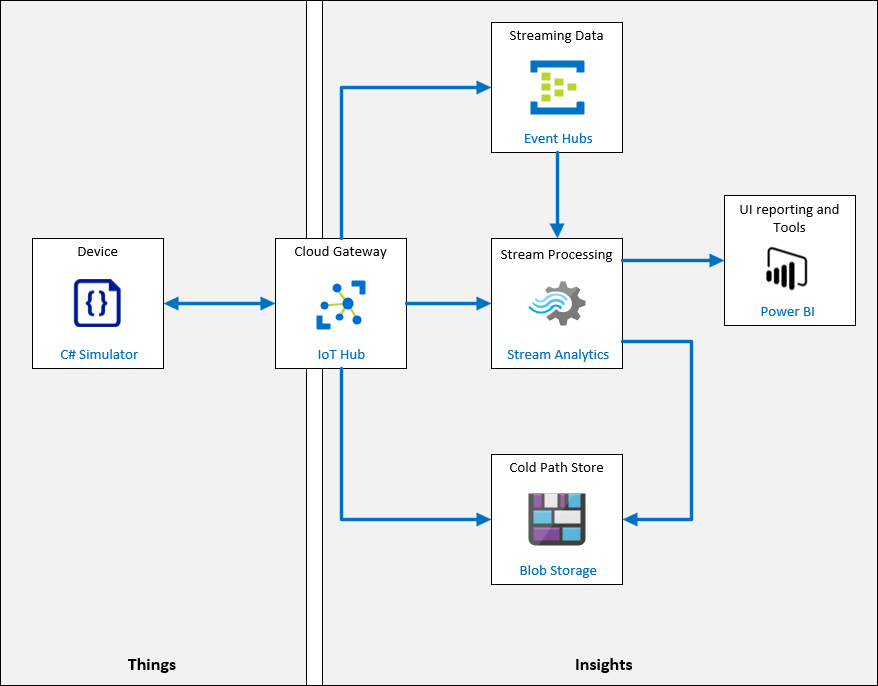 Streaming Data
Event Hubs
UI reporting and
Tools
Power BI
Device
C# Simulator
Cloud Gateway
IoT Hub
Stream Processing
Stream Analytics
Cold Path Store
Blob Storage
Things
Insights